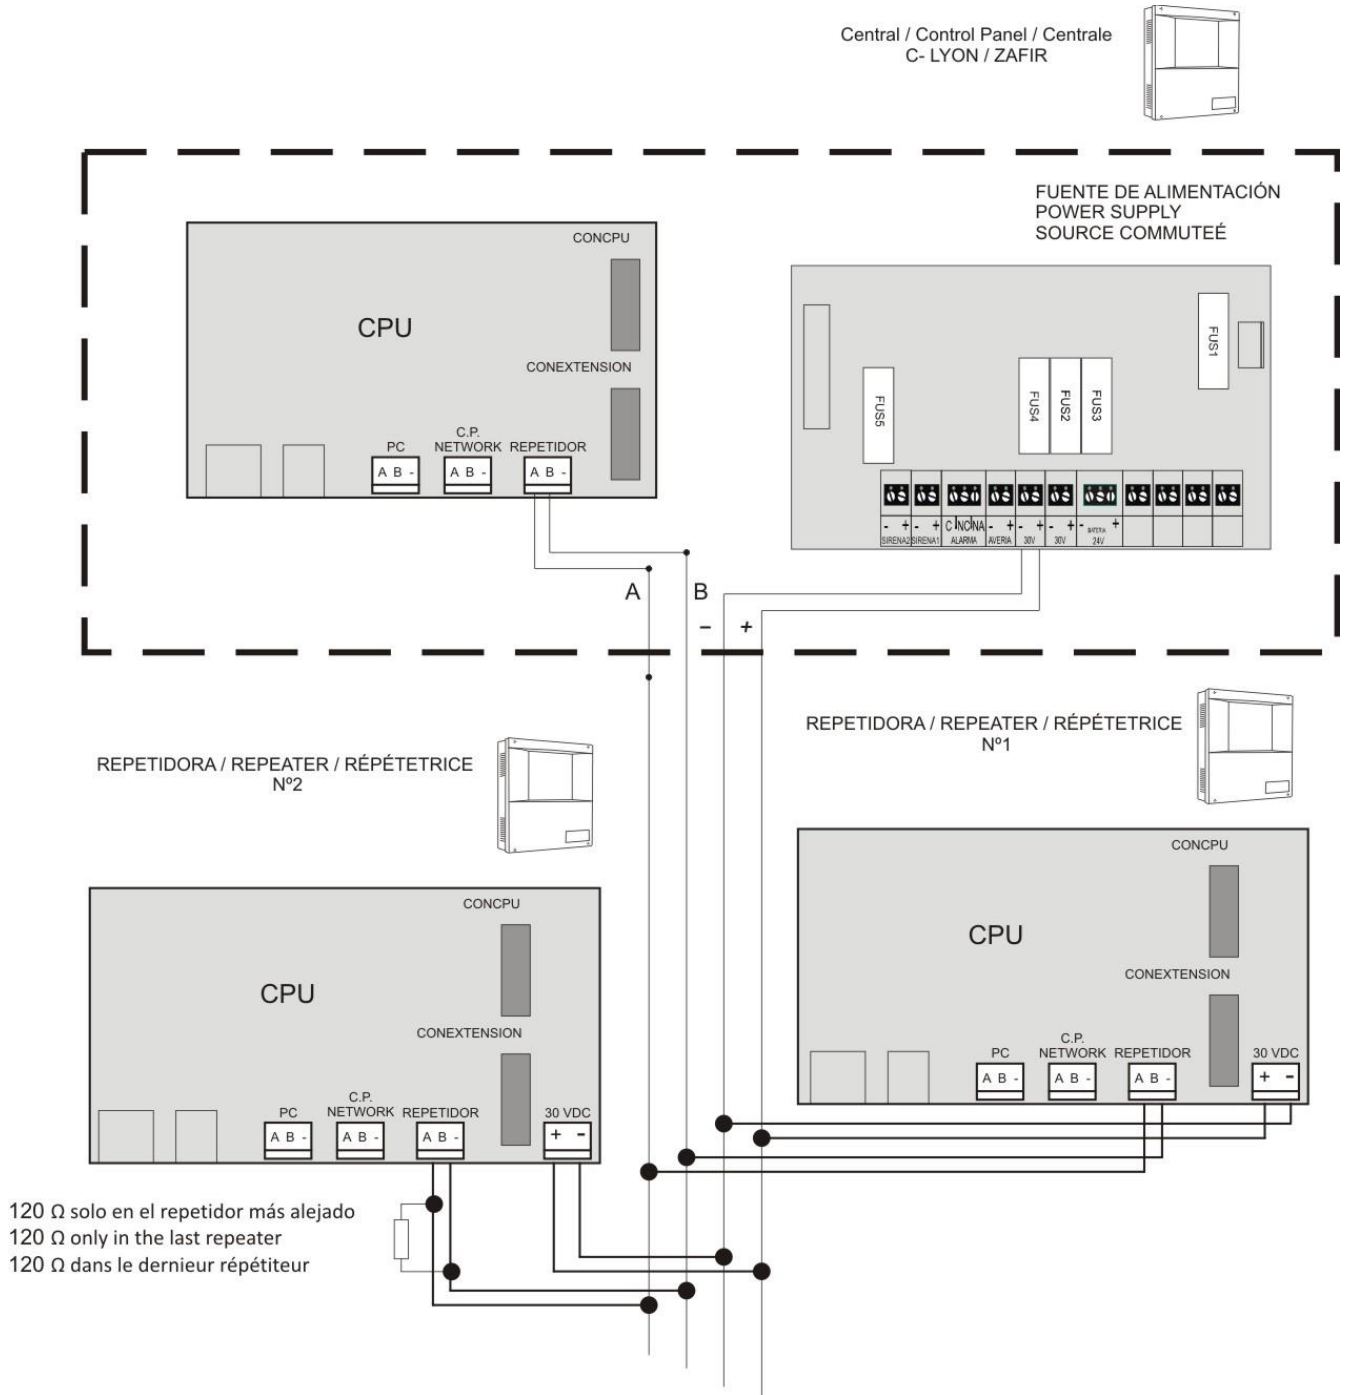 Central / Control Panel / Centrale
C- LYON / ZAFIR
FUENTE DE ALIMENTACIÓN
POWER SUPPLY
SOURCE COMMUTEÉ
CONCPU
CPU
CONEXTENSION
PC
C.P.
NETWORK
REPETIDOR
A B -
A B -
A B -
FUS1
FUS5
FUS4
FUS2
FUS3
- +
SIRENA2
- +
SIRENA1
C NC NA
ALARMA
- +
AVERIA
- +
30V
- +
30V
- +
BATERIA
24V
A
B
-
+
REPETIDORA / REPEATER / RÉPÉTETRICE
Nº1
REPETIDORA / REPEATER / RÉPÉTETRICE
Nº2
CONCPU
CPU
CONEXTENSION
PC
C.P.
NETWORK
REPETIDOR
30 VDC
A B -
A B -
A B -
+ -
CONCPU
CPU
CONEXTENSION
PC
C.P.
NETWORK
REPETIDOR
30 VDC
A B -
A B -
A B -
+ -
120 Ω solo en el repetidor más alejado
120 Ω only in the last repeater
120 Ω dans le dernieur répétiteur